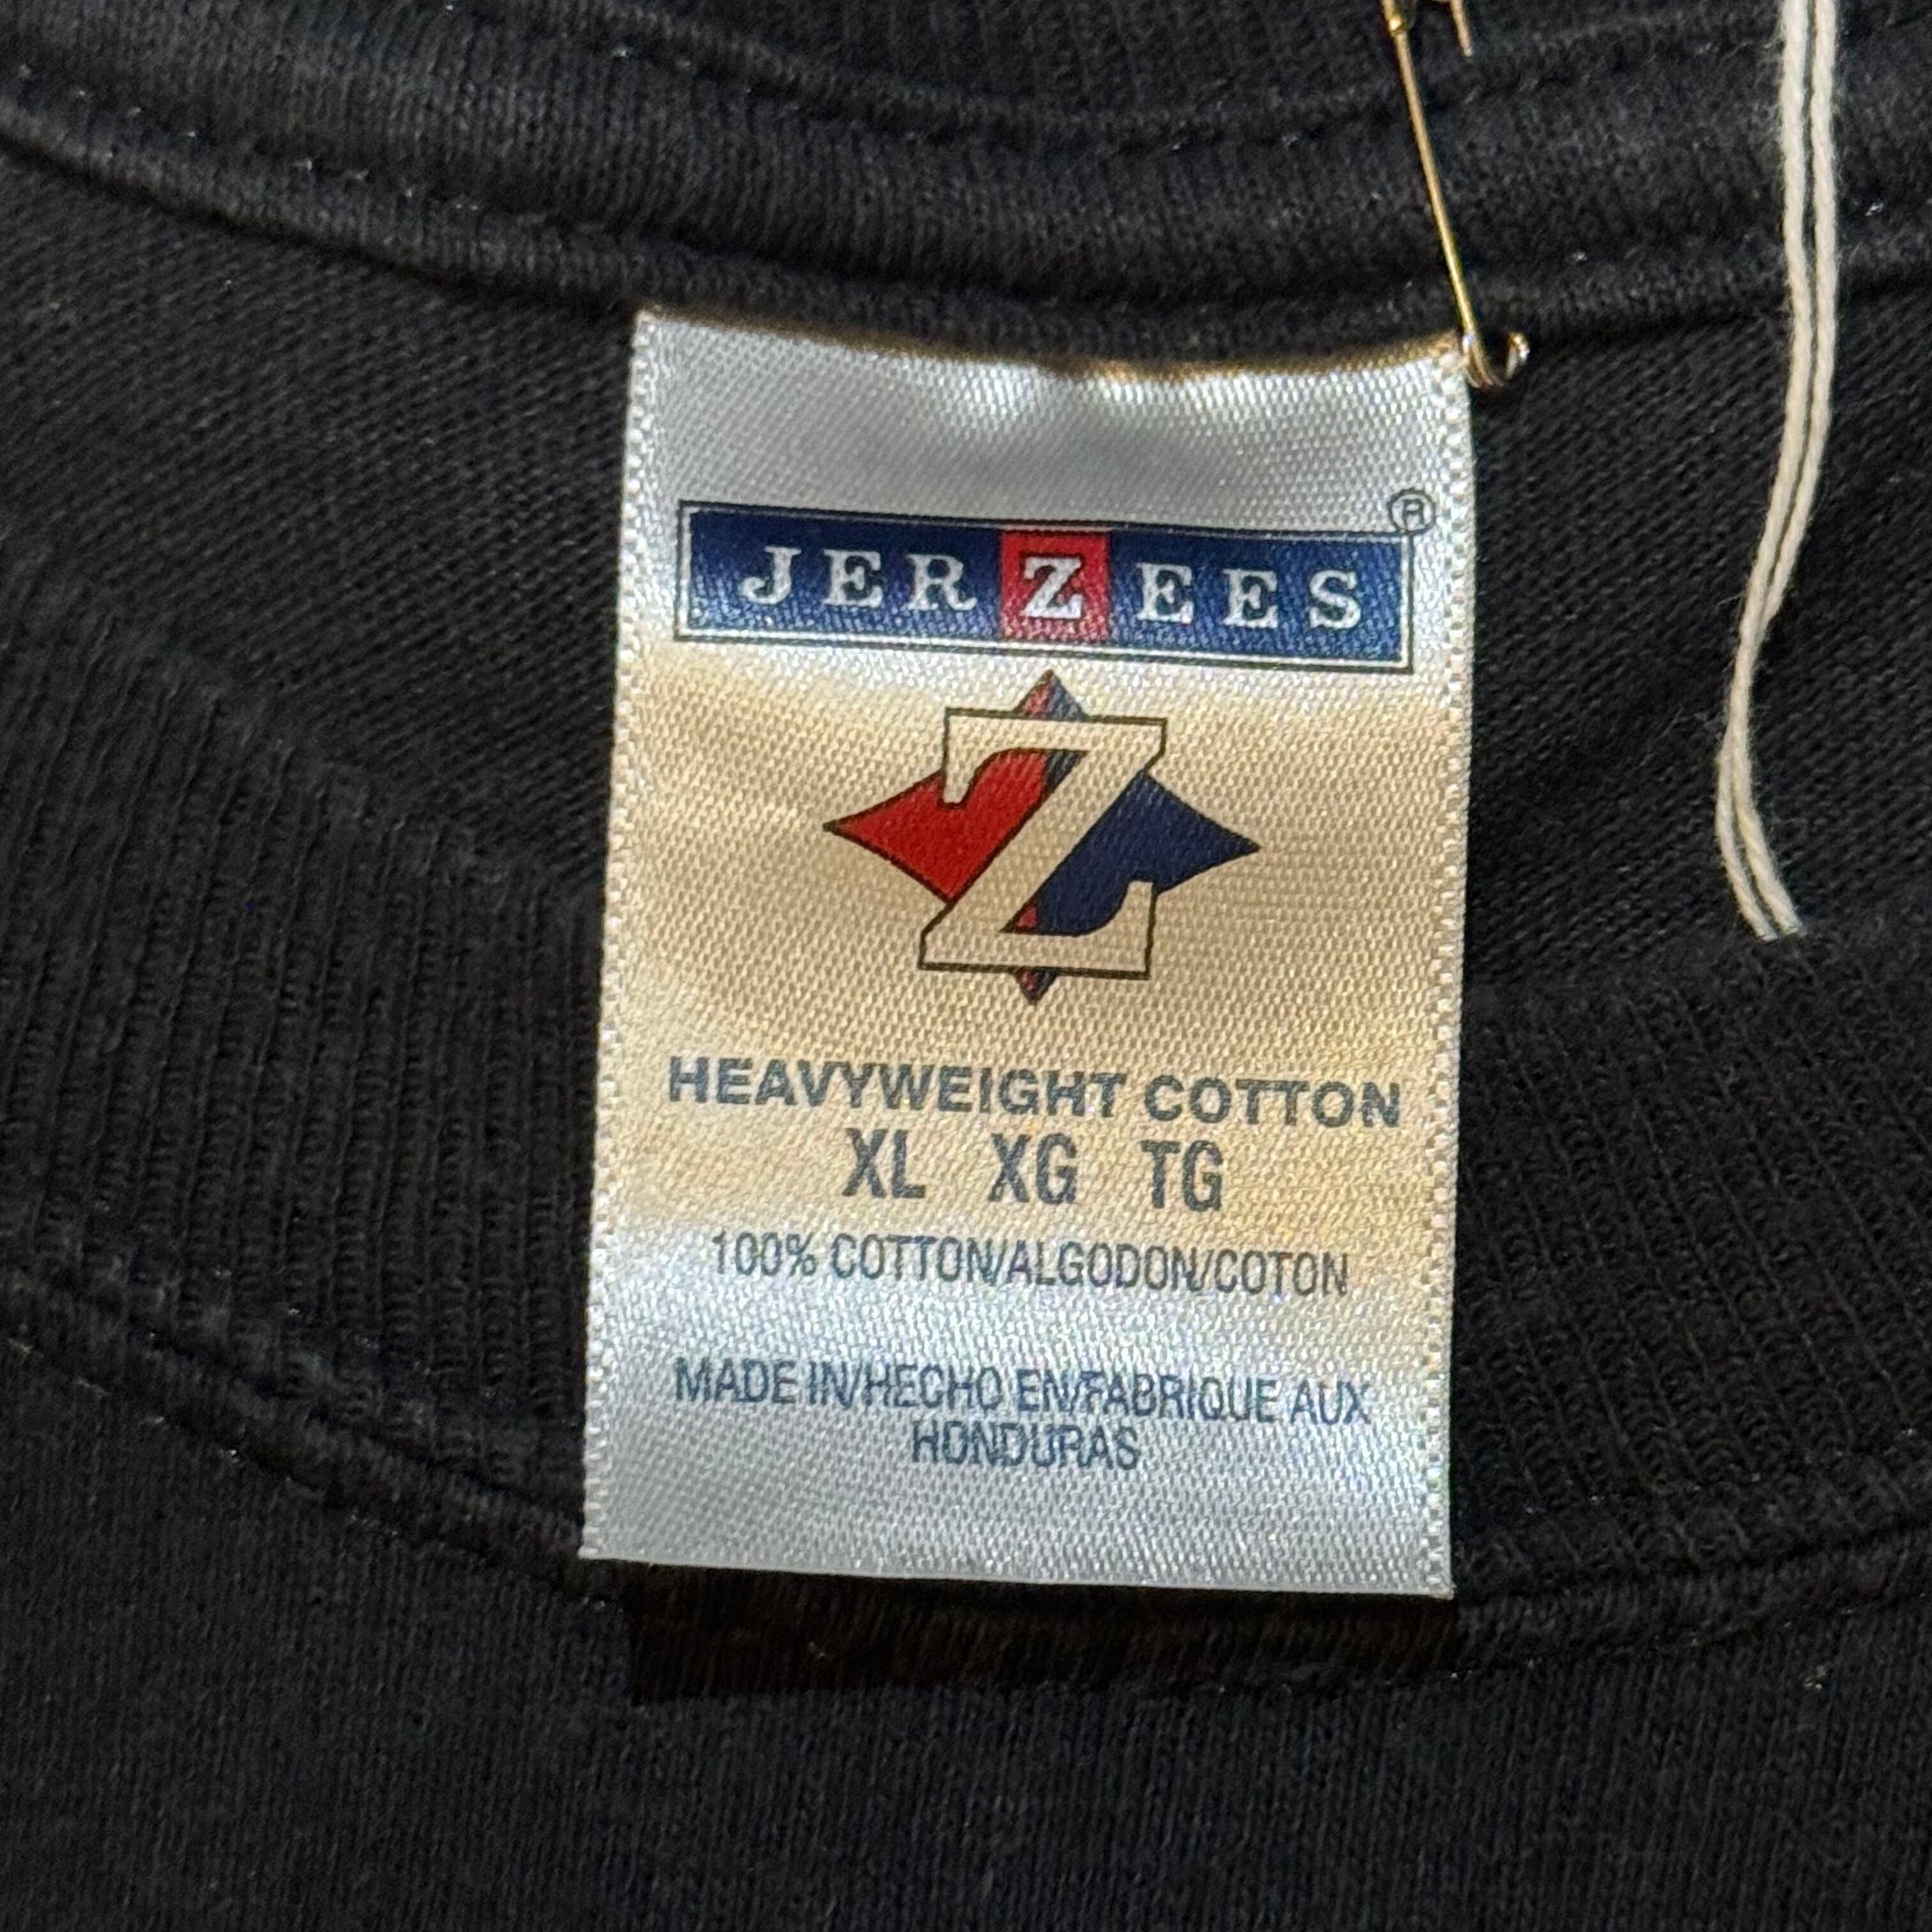 JERZEES ®
Z
HEAVYWEIGHT COTTON
XL XG TG
100% COTTON/ALGODON/COTON
MADE IN/HECHO EN/FABRIQUE AUX
HONDURAS